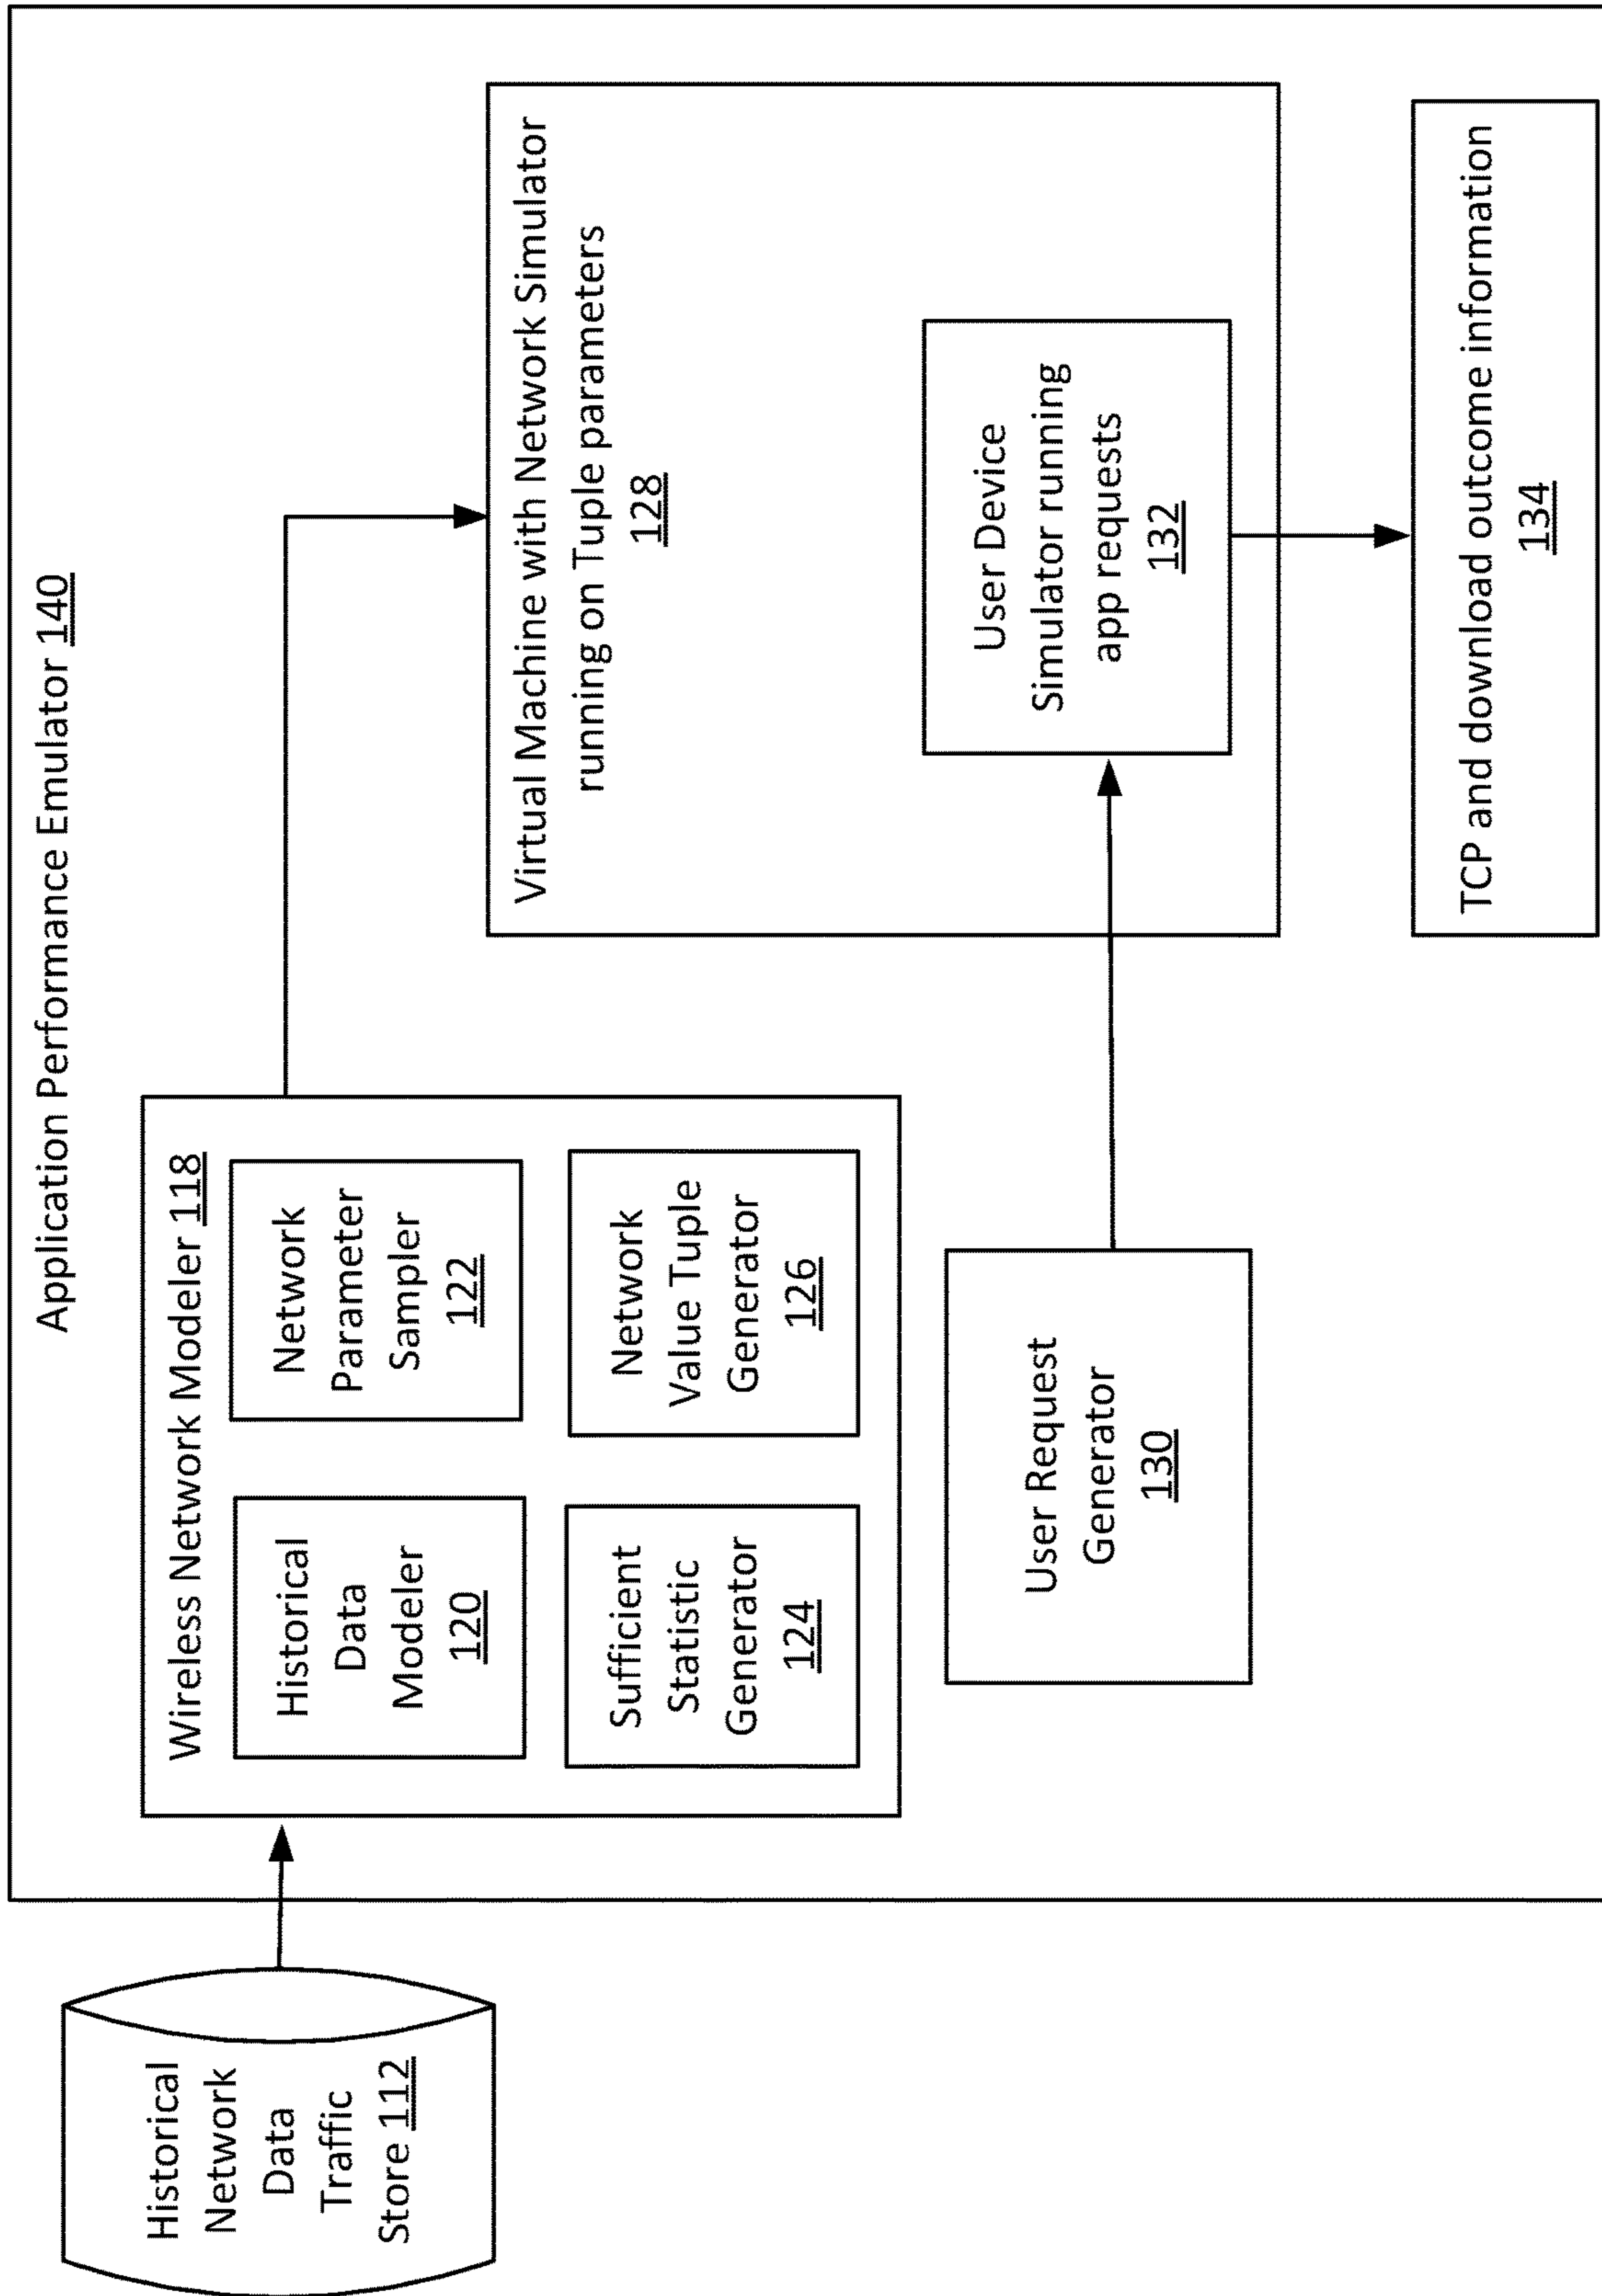 Application Performance Emulator 140
Historical
Network
Data
Traffic
Store 112
Wireless Network Modeler 118
Historical
Data
Modeler
120
Network
Parameter
Sampler
122
Sufficient
Statistic
Generator
124
Network
Value Tuple
Generator
126
User Request
Generator
130
Virtual Machine with Network Simulator
running on Tuple parameters
128
User Device
Simulator running
app requests
132
TCP and download outcome information
134